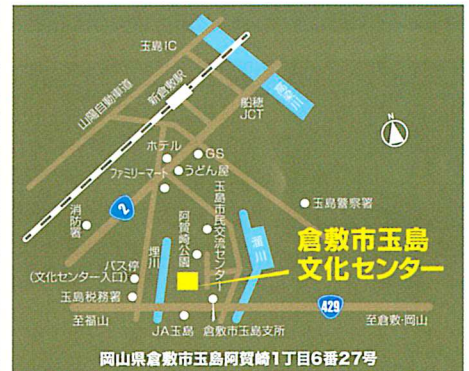 玉島IC
山陽自動車道
新倉敷駅
高梁川
船穂
JCT
N
ホテル
GS
ファミリーマート
うどん屋
2
消防署
玉島市民交流センター
阿賀崎公園
里川
溜川
玉島警察署
倉敷市玉島
文化センター
バス停
(文化センター入口)
玉島税務署
429
至福山
JA玉島
倉敷市玉島支所
至倉敷・岡山
岡山県倉敷市玉島阿賀崎1丁目6番27号